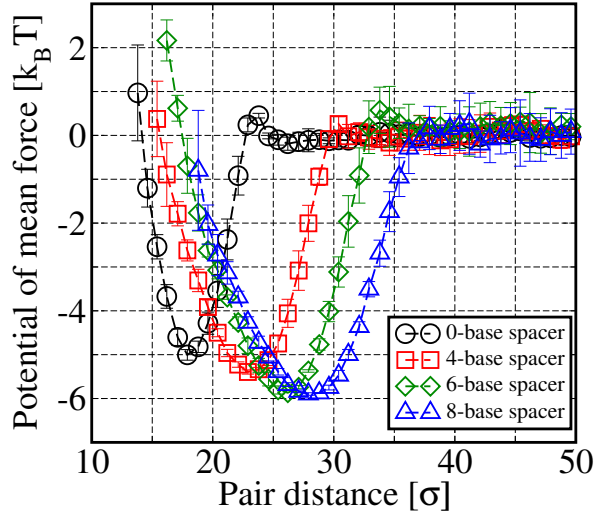 Potential of mean force [k_BT]
2
0
-2
-4
-6
0-base spacer
4-base spacer
6-base spacer
8-base spacer
10
20
30
40
50
Pair distance [σ]